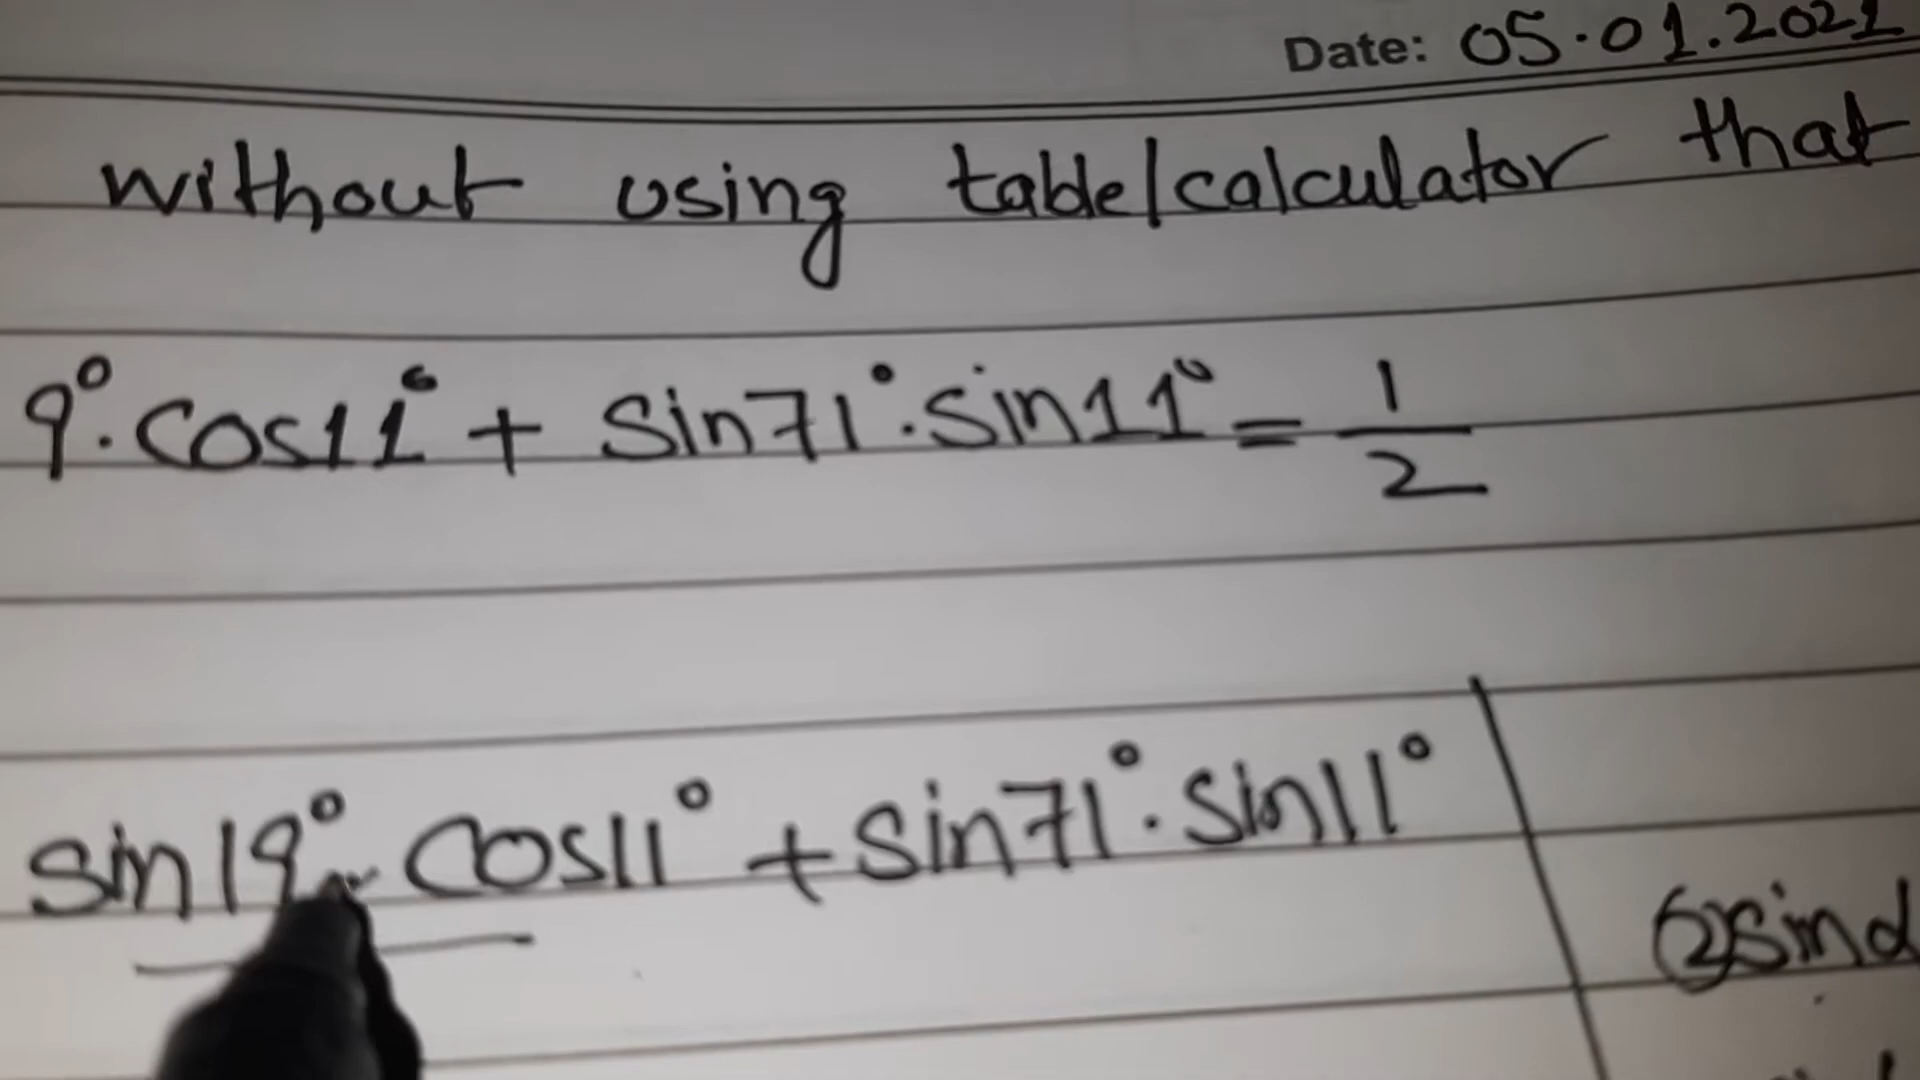 Date: 05.01.2021
without using table/calculator that
9°. cos11° + sin71°.sin11° = 1/2
sin19°. cos11° + sin71°. sin11°
2sinα